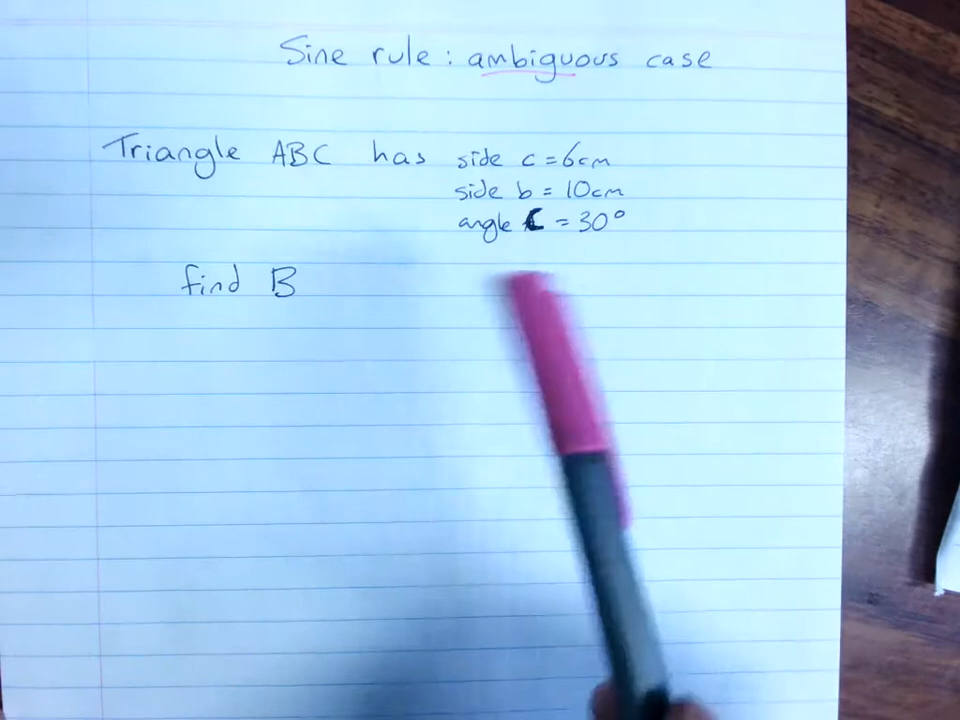 Sine rule: ambiguous case
Triangle ABC has side c = 6cm
side b = 10cm
angle C = 30°
find B